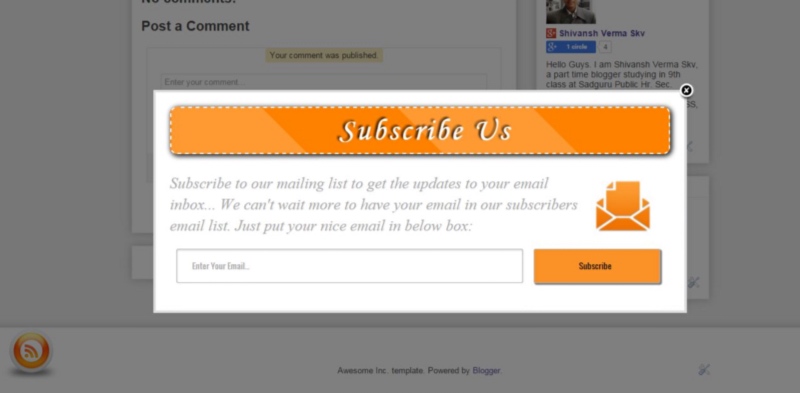 No comments:
Post a Comment
Your comment was published.
Enter your comment...
Shivansh Verma Skv
1 circle 4
Hello Guys. I am Shivansh Verma Skv,
a part time blogger studying in 9th
class at Sadguru Public Hr. Sec...
SS,
Subscribe Us
Subscribe to our mailing list to get the updates to your email
inbox... We can't wait more to have your email in our subscribers
email list. Just put your nice email in below box:
Enter Your Email..
Subscribe
Awesome Inc. template. Powered by Blogger.